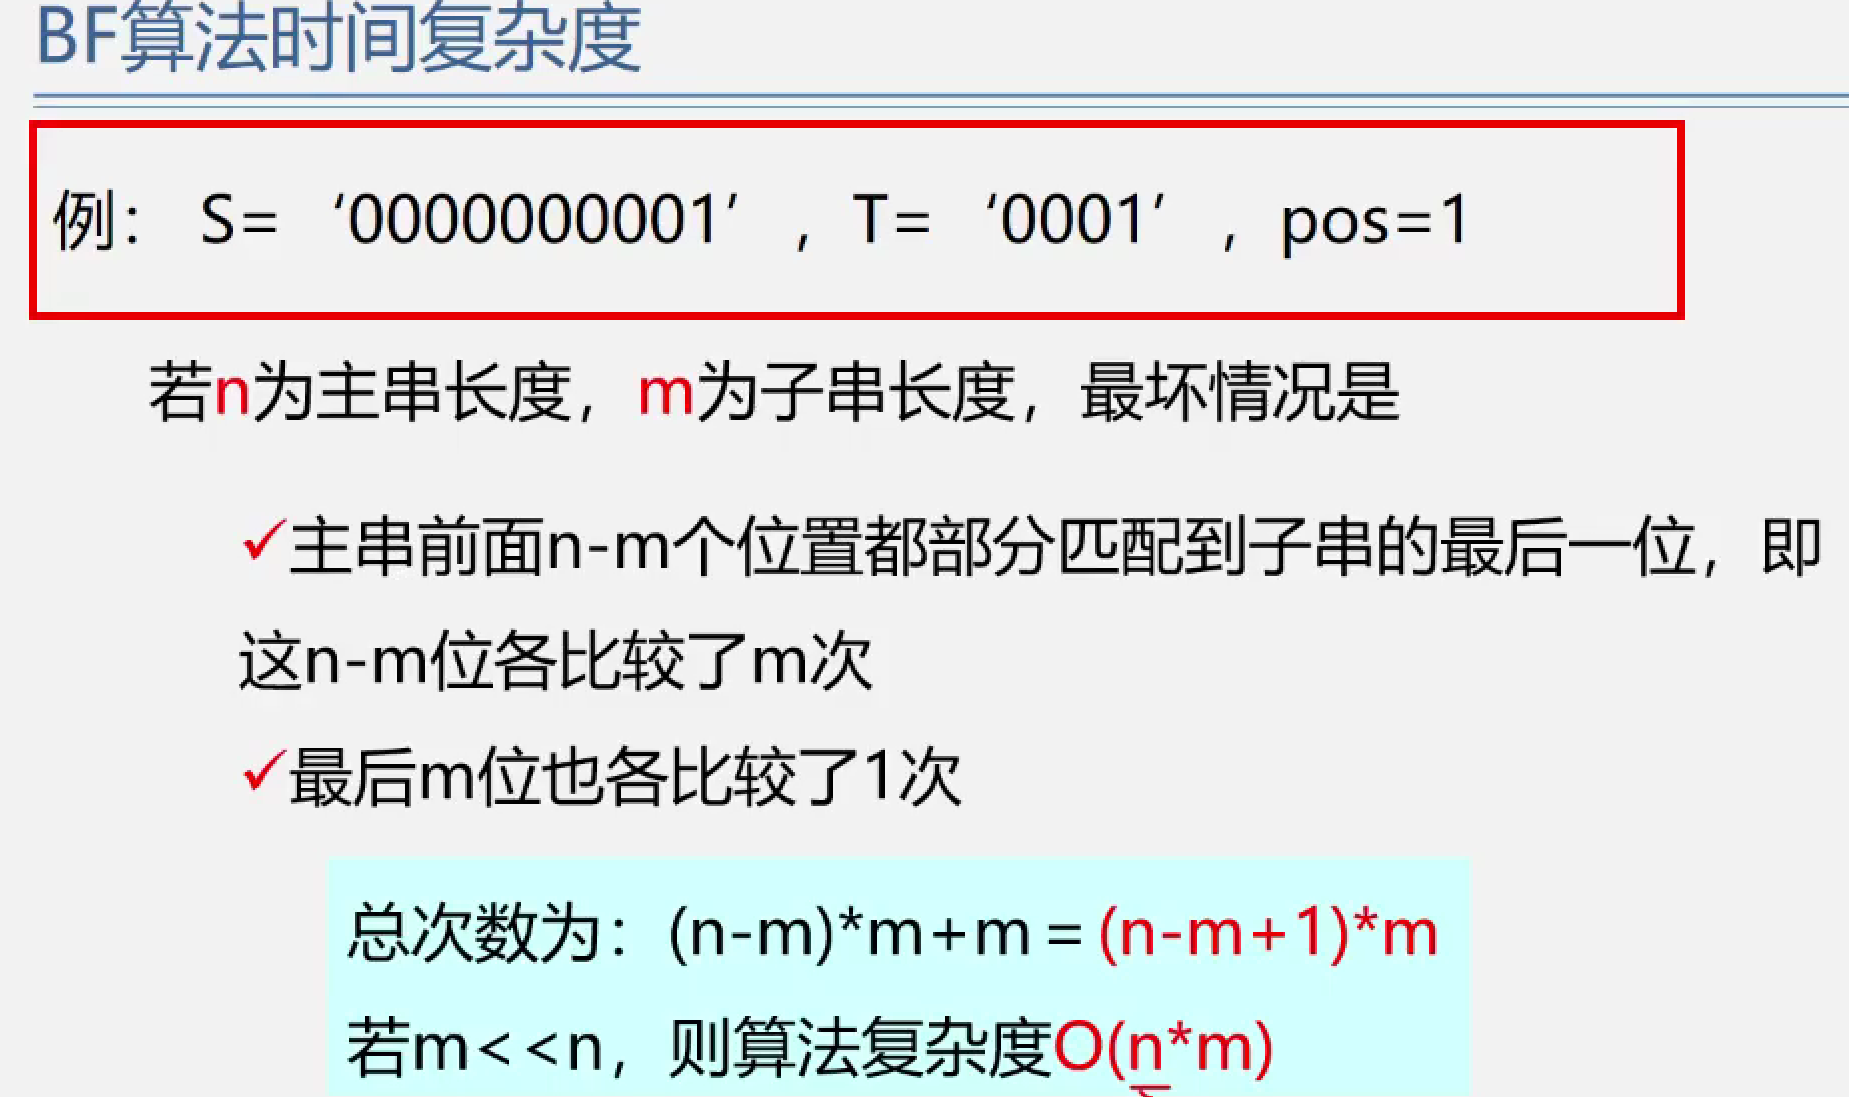 BF算法时间复杂度
例： S= ‘0000000001’ ，T= ‘0001’ ，pos=1
若n为主串长度，m为子串长度，最坏情况是
✓主串前面n-m个位置都部分匹配到子串的最后一位，即
这n-m位各比较了m次
✓最后m位也各比较了1次
总次数为：(n-m)*m+m=(n-m+1)*m
若m<<n，则算法复杂度O(n*m)